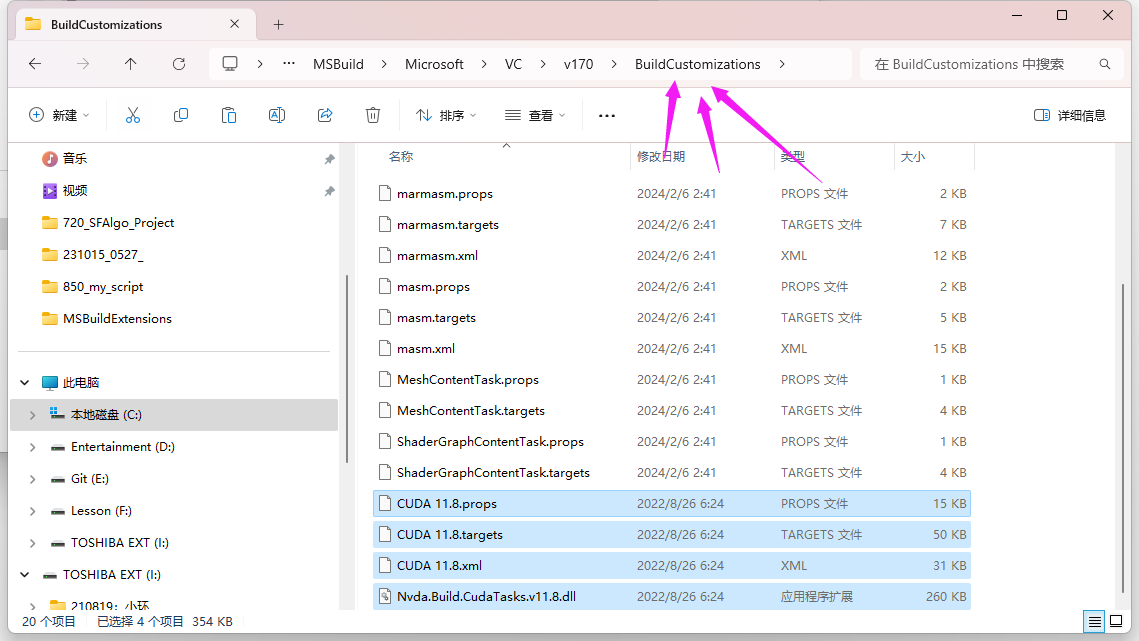 BuildCustomizations
... MSBuild > Microsoft > VC > v170 > BuildCustomizations >
在 BuildCustomizations 中搜索
新建 排序 查看 ... 详细信息
音乐
视频
720_SFAlgo_Project
231015_0527_
850_my_script
MSBuildExtensions
此电脑
本地磁盘 (C:)
Entertainment (D:)
Git (E:)
Lesson (F:)
TOSHIBA EXT (I:)
TOSHIBA EXT (I:)
210819：小环
名称 修改日期 类型 大小
marmasm.props 2024/2/6 2:41 PROPS 文件 2 KB
marmasm.targets 2024/2/6 2:41 TARGETS 文件 7 KB
marmasm.xml 2024/2/6 2:41 XML 12 KB
masm.props 2024/2/6 2:41 PROPS 文件 2 KB
masm.targets 2024/2/6 2:41 TARGETS 文件 5 KB
masm.xml 2024/2/6 2:41 XML 15 KB
MeshContentTask.props 2024/2/6 2:41 PROPS 文件 1 KB
MeshContentTask.targets 2024/2/6 2:41 TARGETS 文件 4 KB
ShaderGraphContentTask.props 2024/2/6 2:41 PROPS 文件 1 KB
ShaderGraphContentTask.targets 2024/2/6 2:41 TARGETS 文件 4 KB
CUDA 11.8.props 2022/8/26 6:24 PROPS 文件 15 KB
CUDA 11.8.targets 2022/8/26 6:24 TARGETS 文件 50 KB
CUDA 11.8.xml 2022/8/26 6:24 XML 31 KB
Nvda.Build.CudaTasks.v11.8.dll 2022/8/26 6:24 应用程序扩展 260 KB
20 个项目 已选择 4 个项目 354 KB